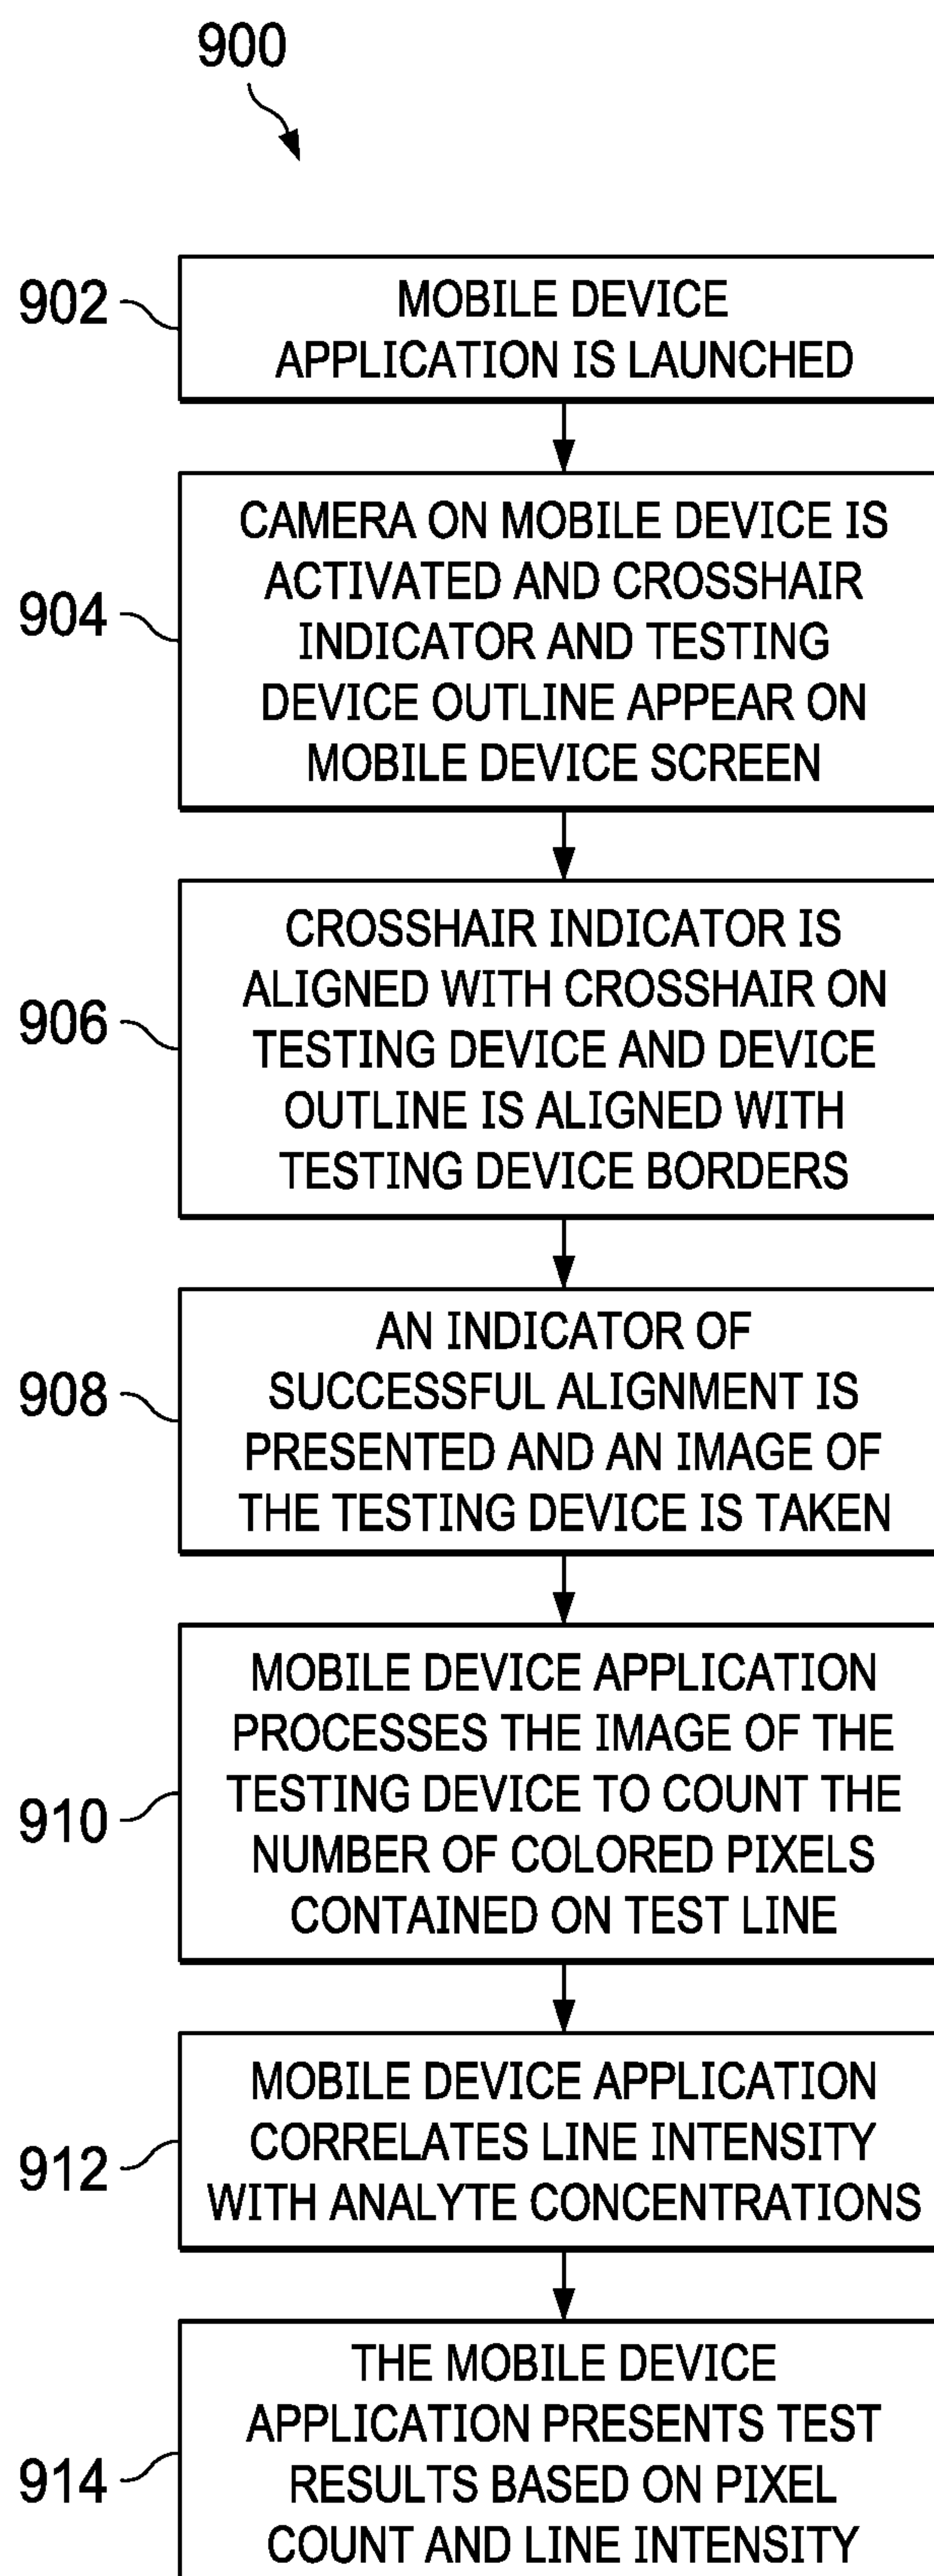 900
902
MOBILE DEVICE
APPLICATION IS LAUNCHED
904
CAMERA ON MOBILE DEVICE IS
ACTIVATED AND CROSSHAIR
INDICATOR AND TESTING
DEVICE OUTLINE APPEAR ON
MOBILE DEVICE SCREEN
906
CROSSHAIR INDICATOR IS
ALIGNED WITH CROSSHAIR ON
TESTING DEVICE AND DEVICE
OUTLINE IS ALIGNED WITH
TESTING DEVICE BORDERS
908
AN INDICATOR OF
SUCCESSFUL ALIGNMENT IS
PRESENTED AND AN IMAGE OF
THE TESTING DEVICE IS TAKEN
910
MOBILE DEVICE APPLICATION
PROCESSES THE IMAGE OF THE
TESTING DEVICE TO COUNT THE
NUMBER OF COLORED PIXELS
CONTAINED ON TEST LINE
912
MOBILE DEVICE APPLICATION
CORRELATES LINE INTENSITY
WITH ANALYTE CONCENTRATIONS
914
THE MOBILE DEVICE
APPLICATION PRESENTS TEST
RESULTS BASED ON PIXEL
COUNT AND LINE INTENSITY